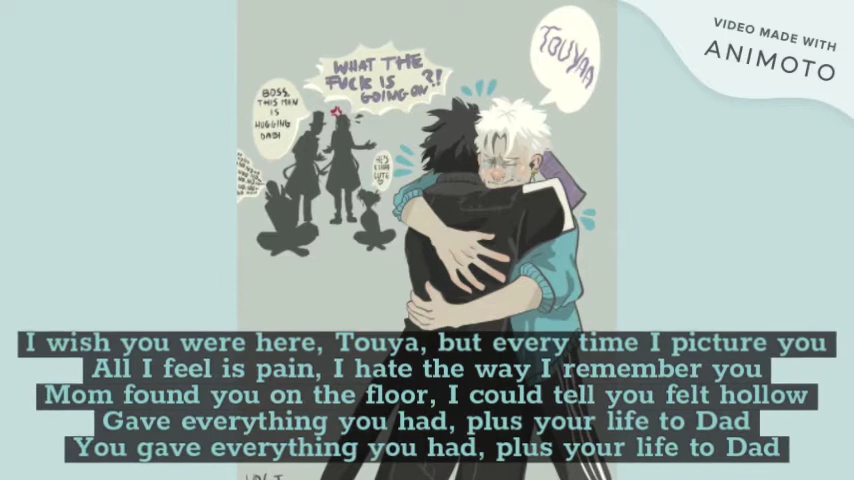 VIDEO MADE WITH
ANIMOTO
TOUYAA
WHAT THE
FUCK IS
GOING ON?!
BOSS,
THIS MAN
IS
HUGGING
DABI
I wish you were here, Touya, but every time I picture you
All I feel is pain, I hate the way I remember you
Mom found you on the floor, I could tell you felt hollow
Gave everything you had, plus your life to Dad
You gave everything you had, plus your life to Dad